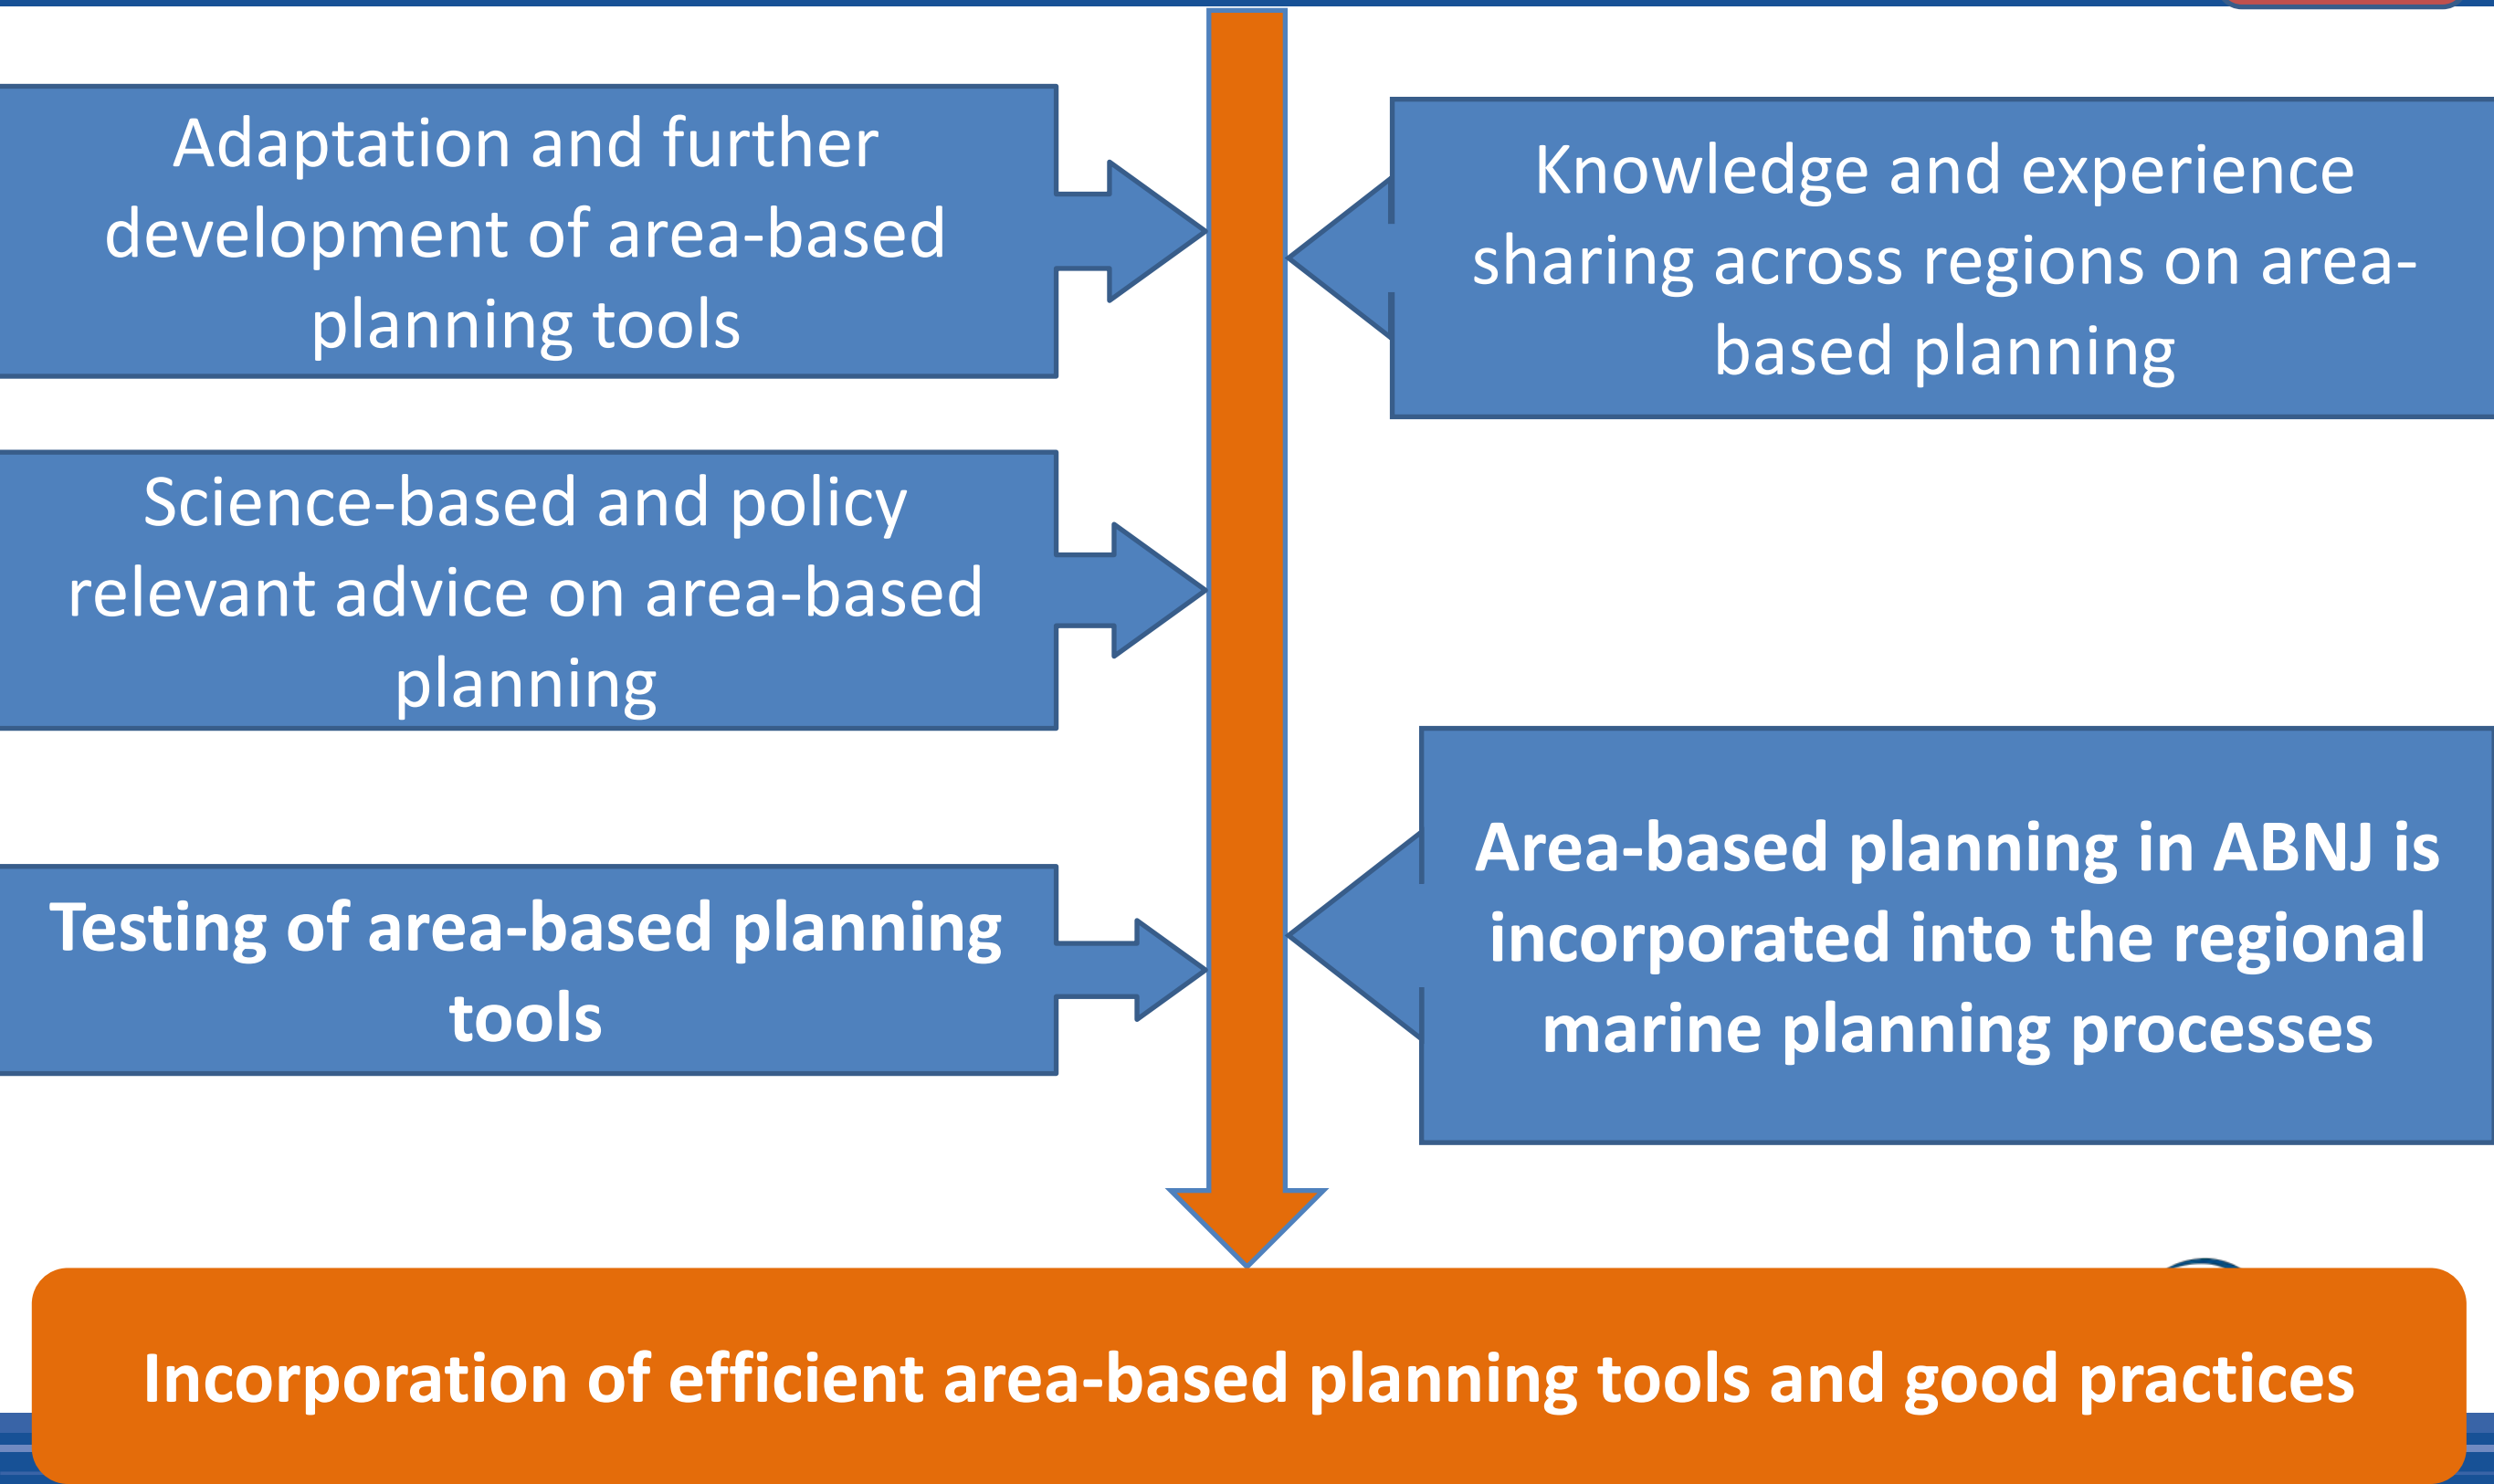 Adaptation and further
development of area-based
planning tools
Knowledge and experience
sharing across regions on area-
based planning
Science-based and policy
relevant advice on area-based
planning
Testing of area-based planning
tools
Area-based planning in ABNJ is
incorporated into the regional
marine planning processes
Incorporation of efficient area-based planning tools and good practices